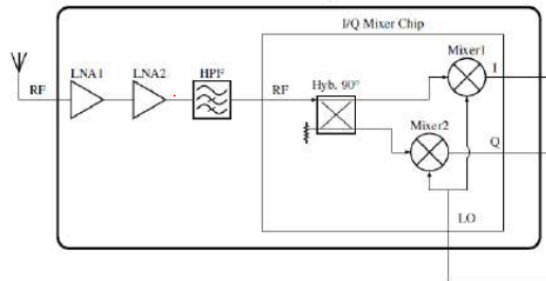 I/Q Mixer Chip
Mixer1
LNA1 LNA2 HPF Hyb. 90° I
RF RF
Mixer2
Q
LO